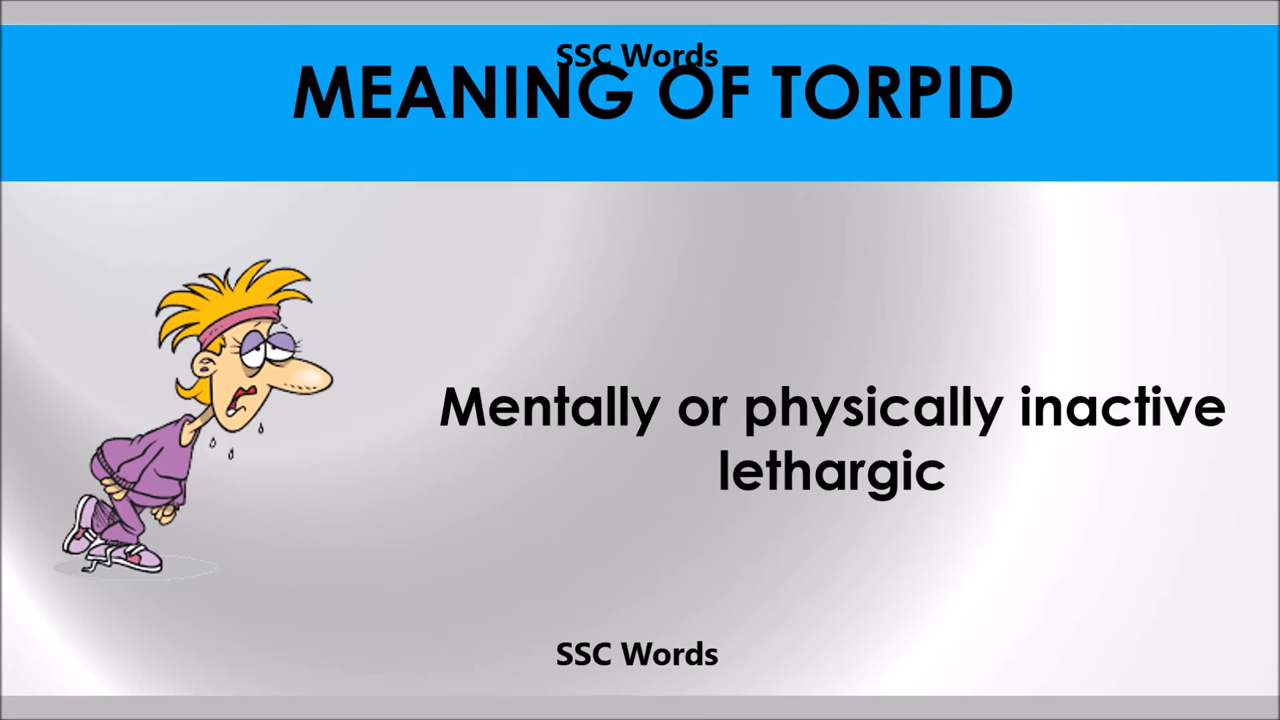 SSC Words
MEANING OF TORPID
Mentally or physically inactive
lethargic
SSC Words